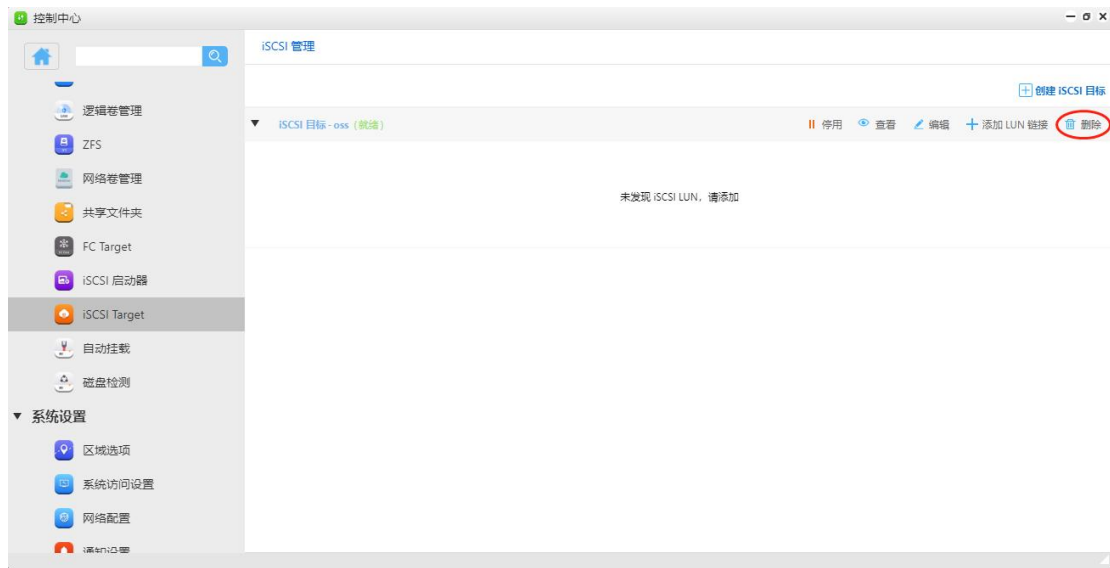 控制中心
iSCSI 管理
创建 iSCSI 目标
逻辑卷管理
iSCSI 目标 - oss (就绪)
停用 查看 编辑 添加 LUN 链接 删除
ZFS
网络卷管理
未发现 iSCSI LUN，请添加
共享文件夹
FC Target
iSCSI 启动器
iSCSI Target
自动挂载
磁盘检测
系统设置
区域选项
系统访问设置
网络配置
通知设置